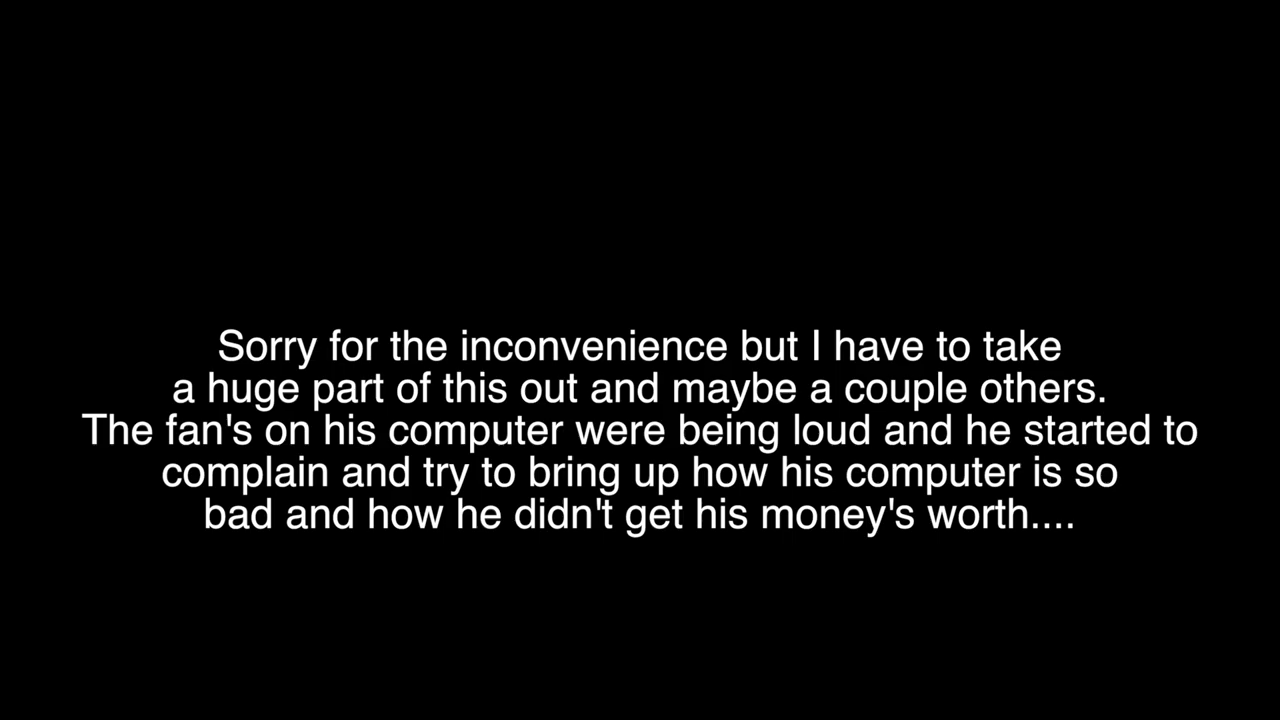 Sorry for the inconvenience but I have to take
a huge part of this out and maybe a couple others.
The fan's on his computer were being loud and he started to
complain and try to bring up how his computer is so
bad and how he didn't get his money's worth....